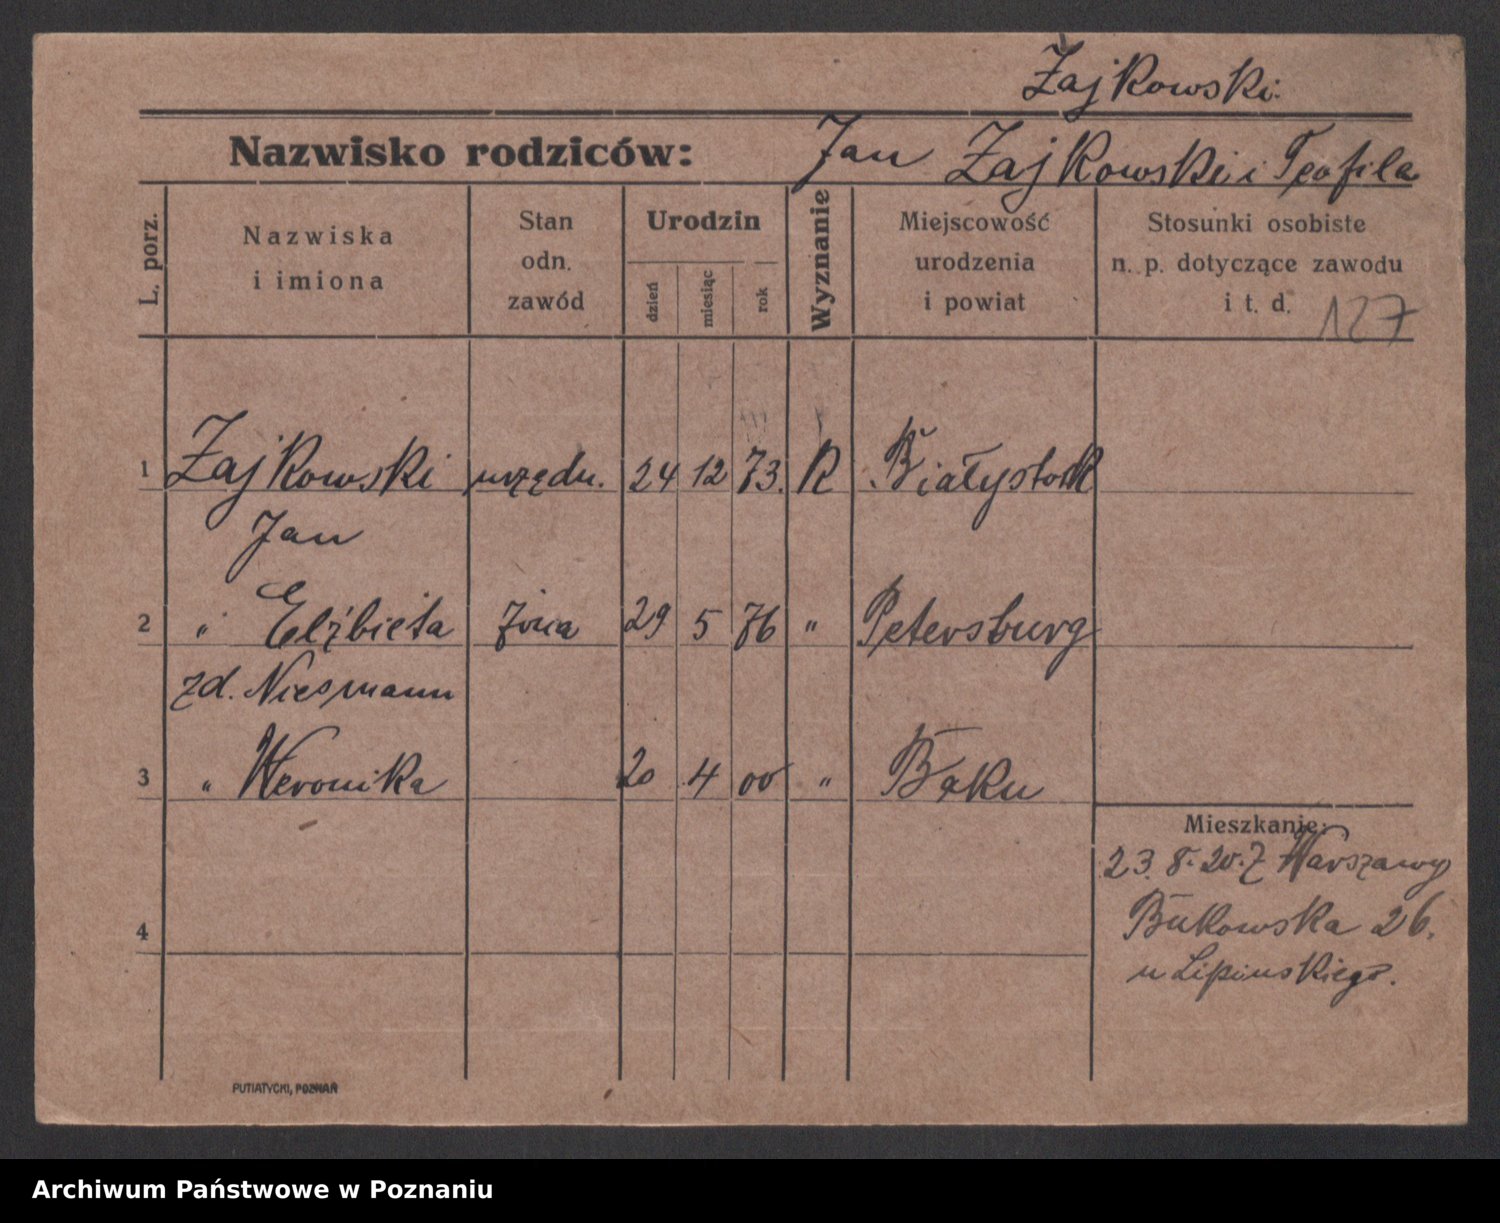 Zajkowski.
Nazwisko rodziców: Jan Zajkowski i Teofila
L. porz.
Nazwiska i imiona
Stan odn. zawód
Urodzin
dzień
miesiąc
rok
Wyznanie
Miejscowość urodzenia i powiat
Stosunki osobiste n. p. dotyczące zawodu i t. d.
127
1 Zajkowski urzędn. 24 12 73. R Białystok
Jan
2 " Elżbieta żona 29 5 76 " Petersburg
zd. Niesmann
3 " Weronika 20 4 00 " Baku
Mieszkanie:
23. 8. 20. Z Warszawy
Bukowska 26.
u Lipinskiego.
4
PUTIATYCKI, POZNAŃ
Archiwum Państwowe w Poznaniu